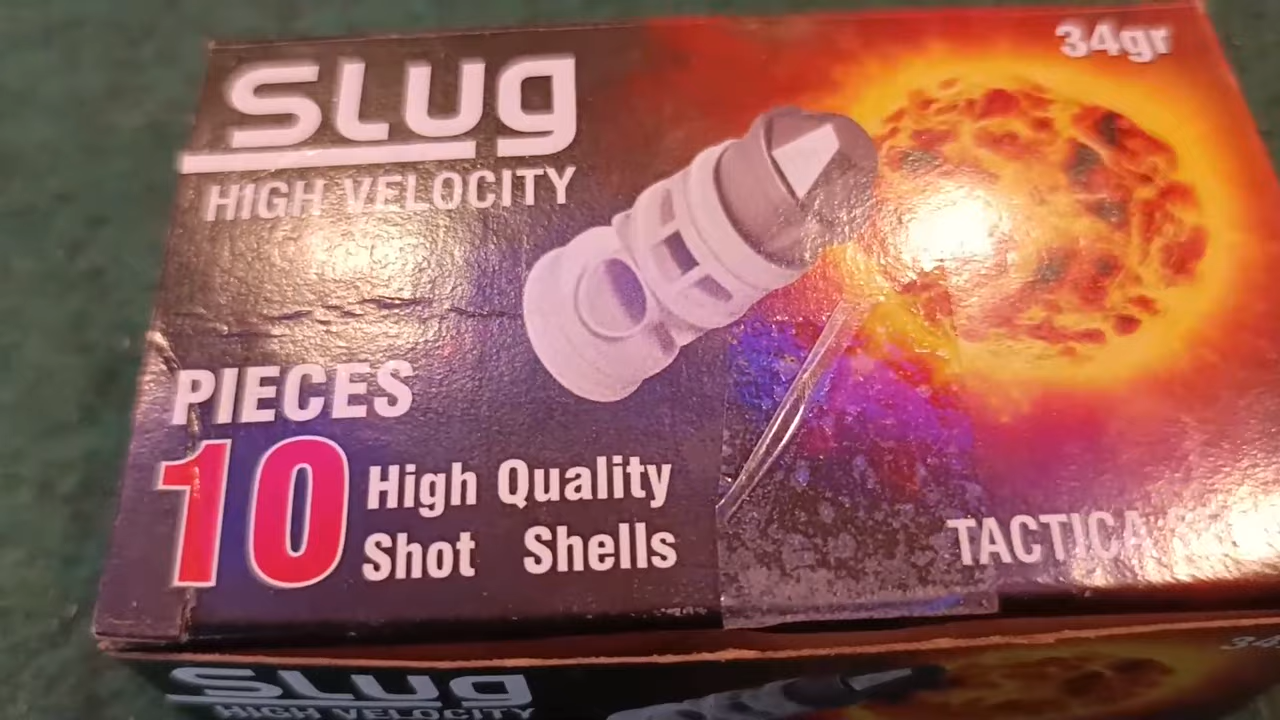 SLUG
HIGH VELOCITY
34gr
PIECES
10
High Quality
Shot Shells
SLUG
HIGH VELOCITY